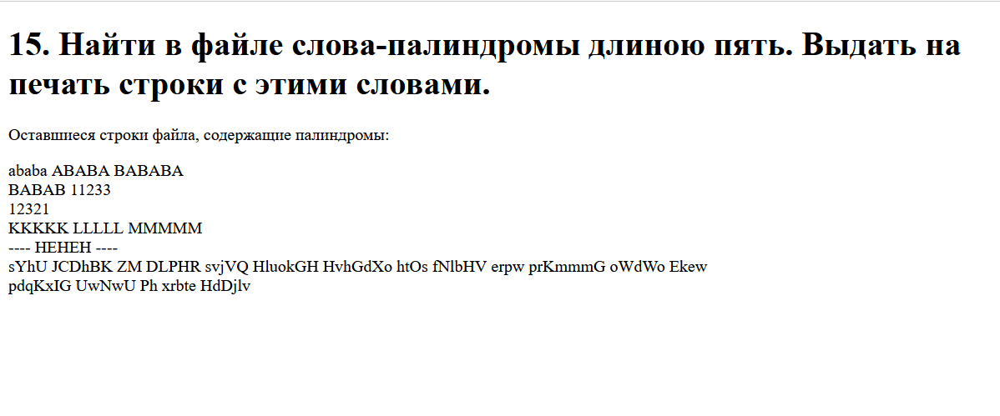 15. Найти в файле слова-палиндромы длиною пять. Выдать на
печать строки с этими словами.
Оставшиеся строки файла, содержащие палиндромы:
ababa ABABA BABABA
BABAB 11233
12321
KKKKK LLLLL MMMMM
---- HEHEH ----
sYhU JCDhBK ZM DLPHR svjVQ HluokGH HvhGdXo htOs fNlbHV erpw prKmmmG oWdWo Ekew
pdqKxIG UwNwU Ph xrbte HdDjlv